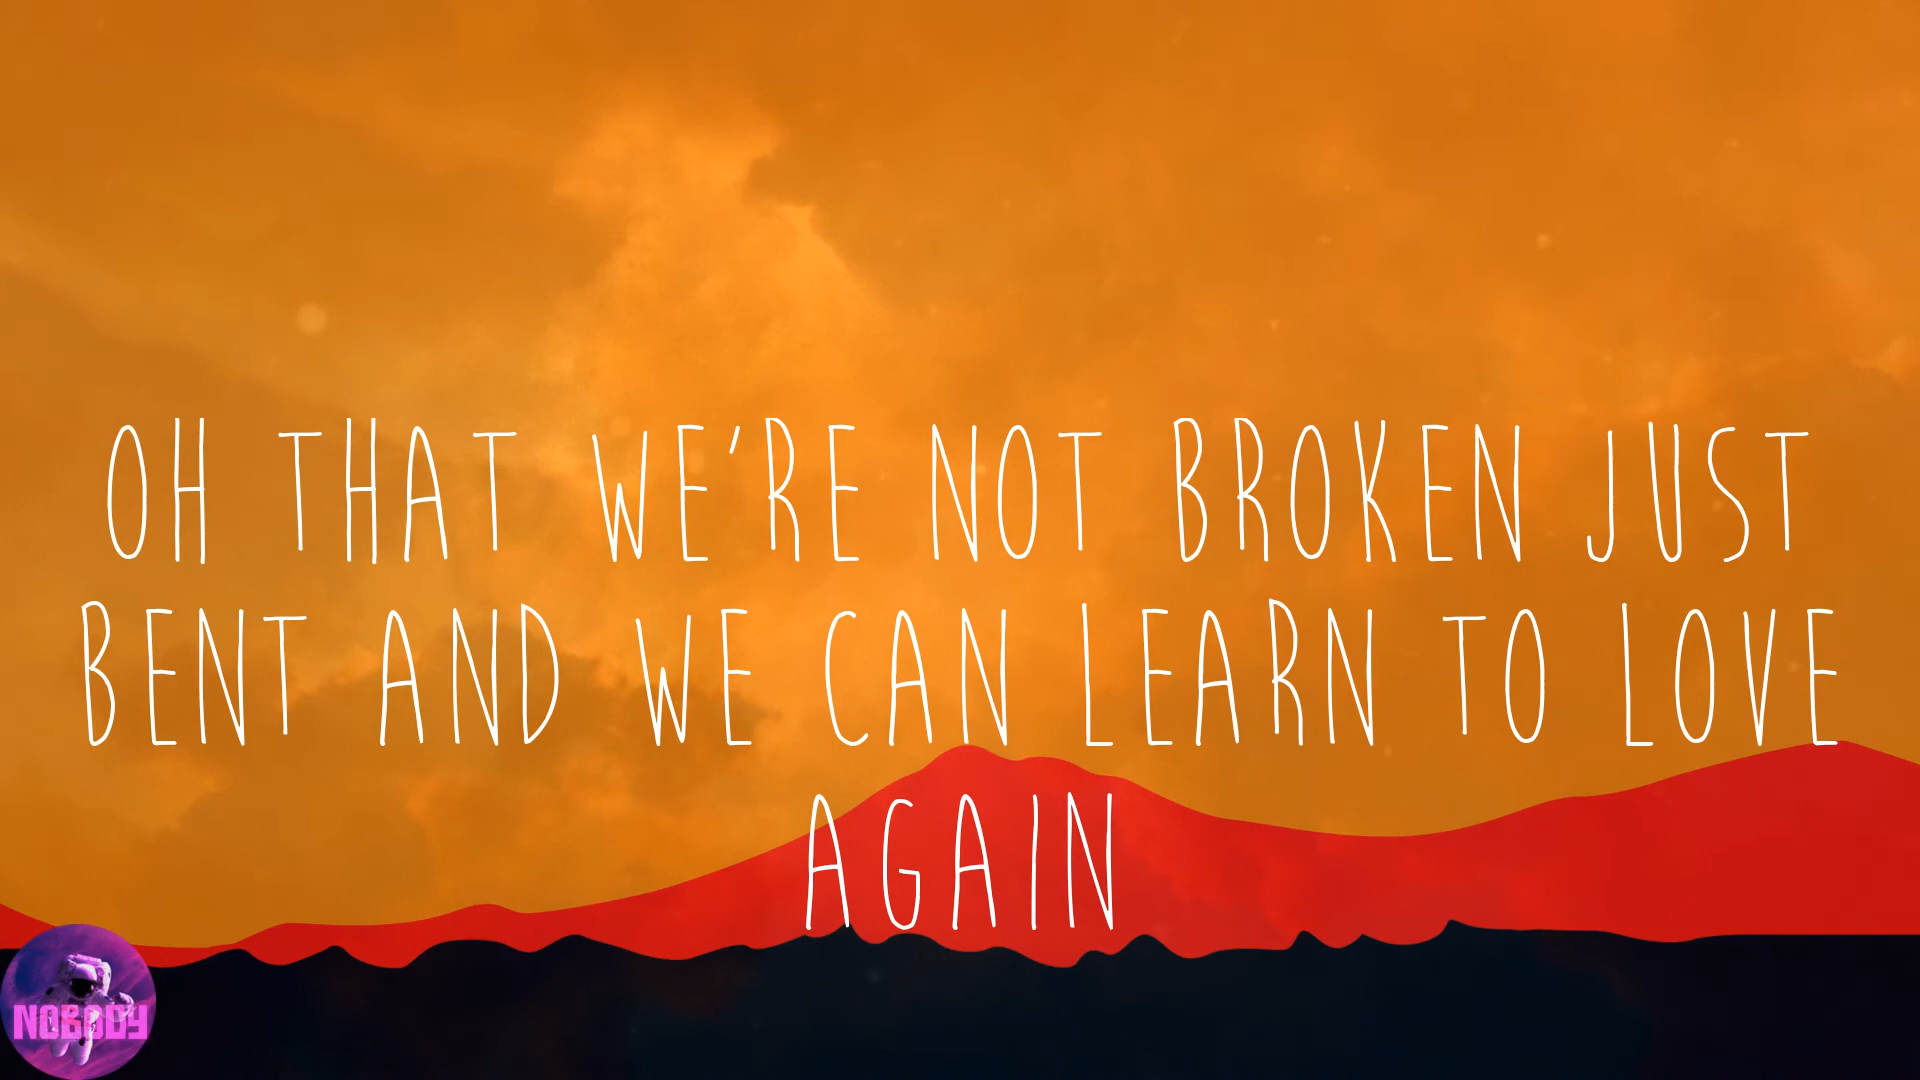 OH THAT WE'RE NOT BROKEN JUST
BENT AND WE CAN LEARN TO LOVE
AGAIN
NOBODY